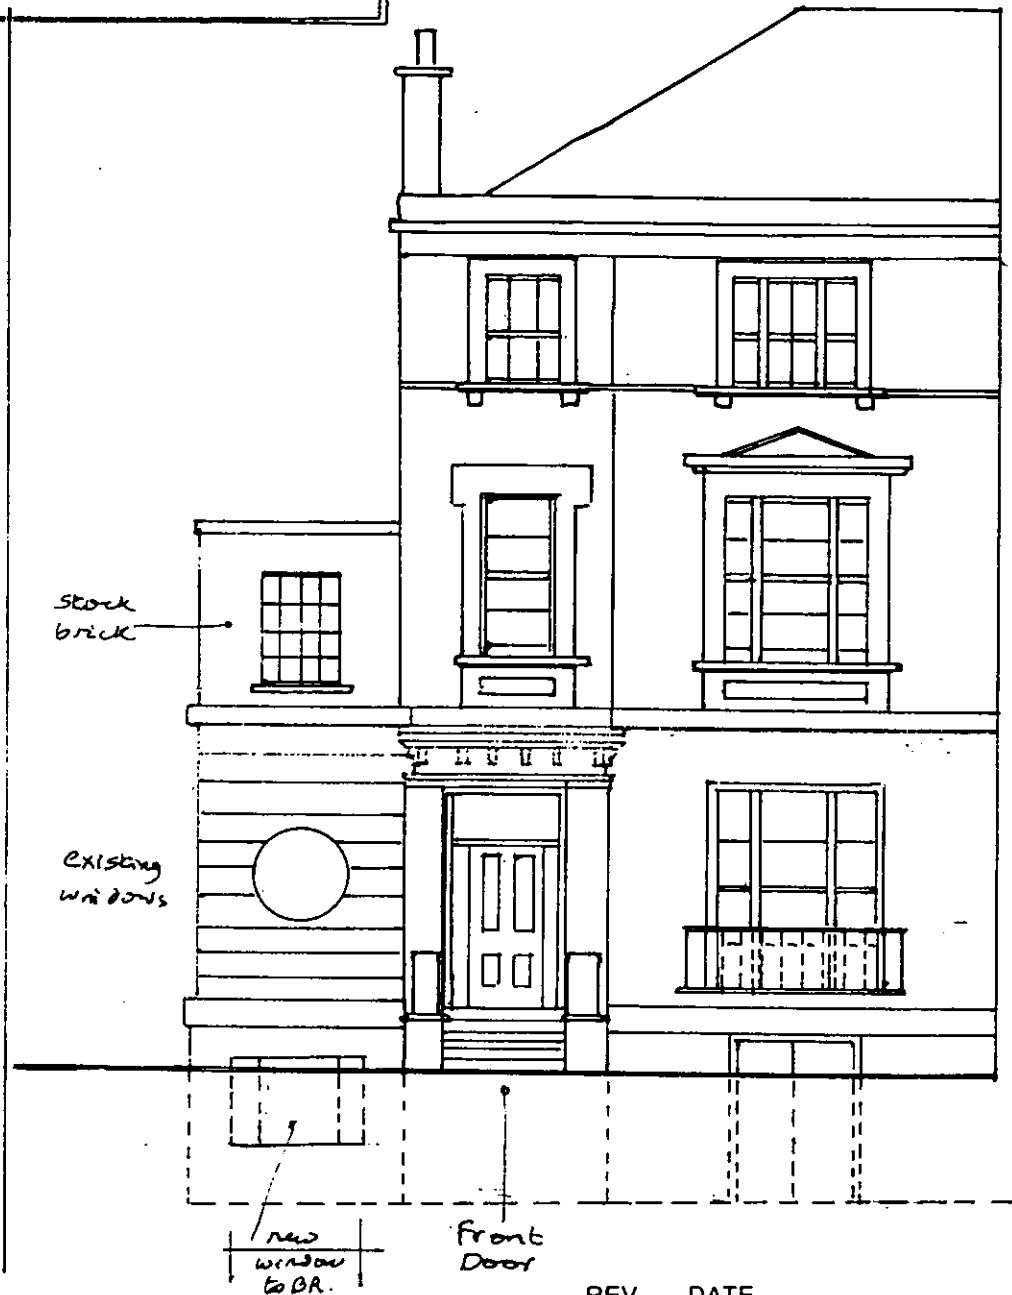 stock
brick
existing
windows
new
window
to BR.
Front
Door
REV DATE